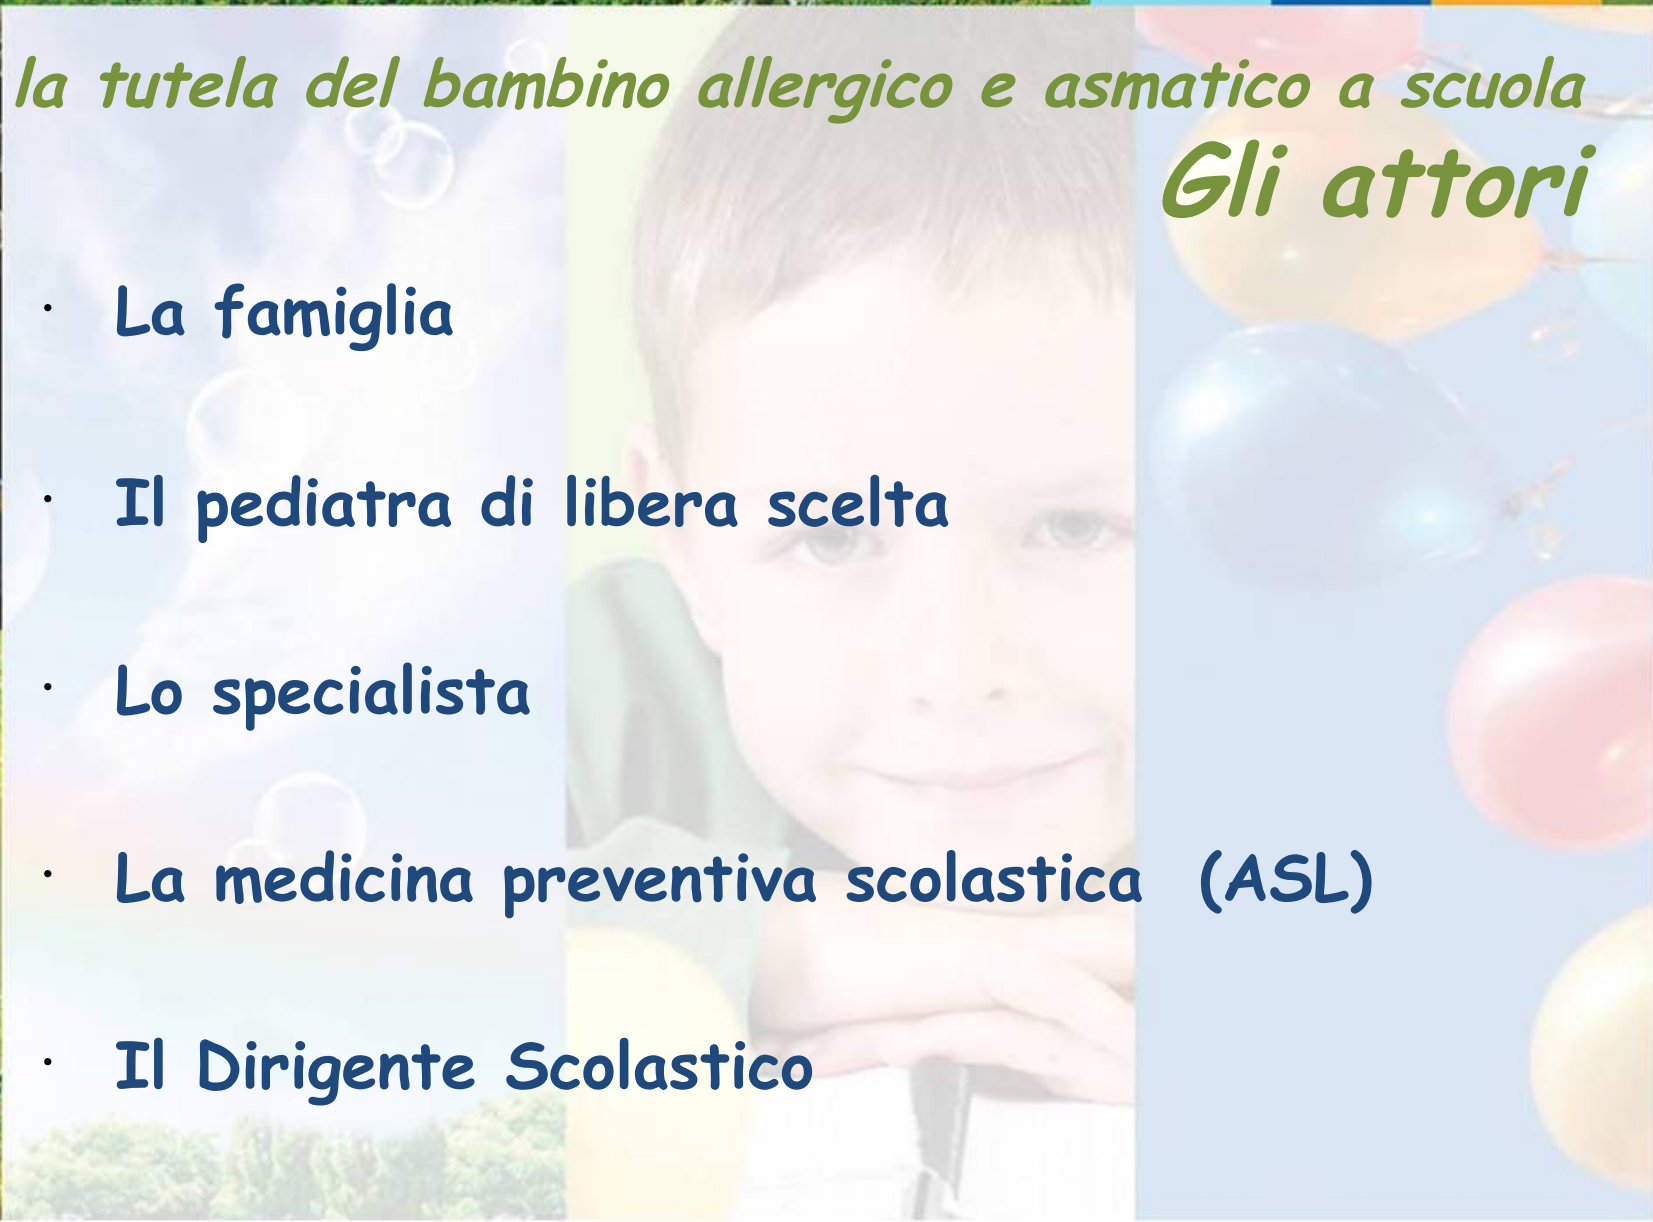 la tutela del bambino allergico e asmatico a scuola
Gli attori
• La famiglia
• Il pediatra di libera scelta
• Lo specialista
• La medicina preventiva scolastica (ASL)
• Il Dirigente Scolastico